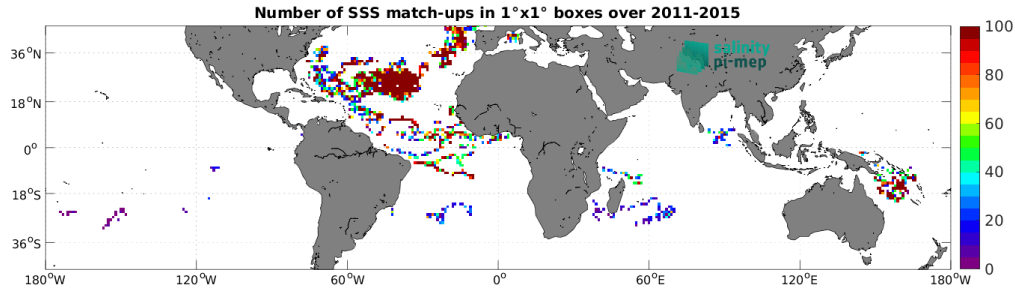 Number of SSS match-ups in 1°x1° boxes over 2011-2015
salinity
pi-mep
36°N
18°N
0°
18°S
36°S
180°W
120°W
60°W
0°
60°E
120°E
180°W
100
80
60
40
20
0